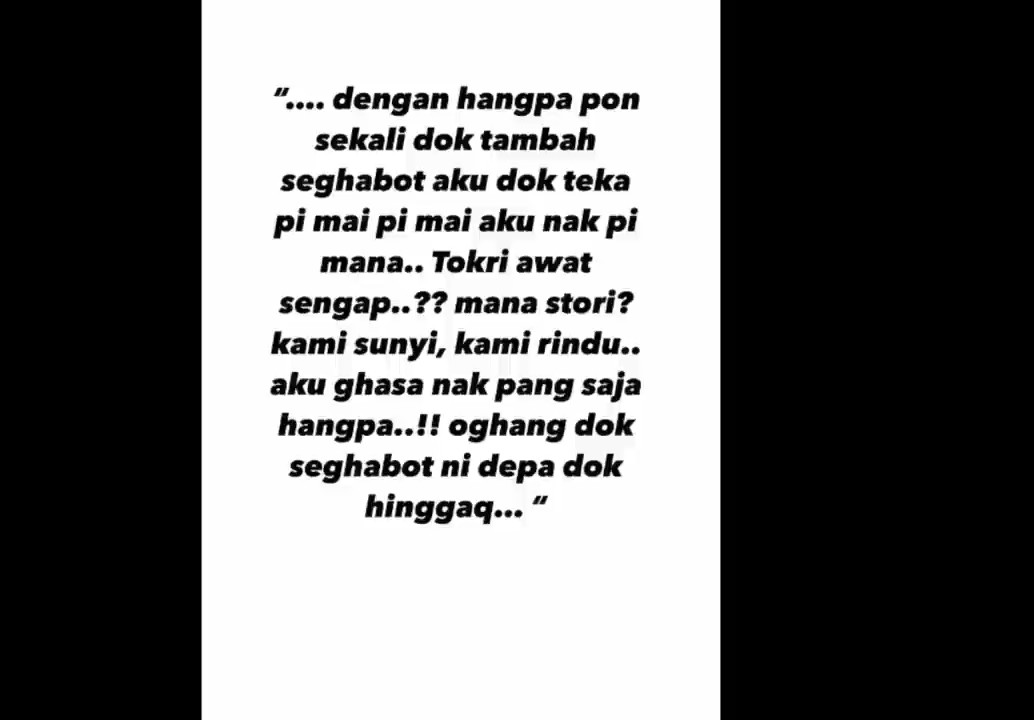 “.... dengan hangpa pon
sekali dok tambah
seghabot aku dok teka
pi mai pi mai aku nak pi
mana.. Tokri awat
sengap..?? mana stori?
kami sunyi, kami rindu..
aku ghasa nak pang saja
hangpa..!! oghang dok
seghabot ni depa dok
hinggaq... “